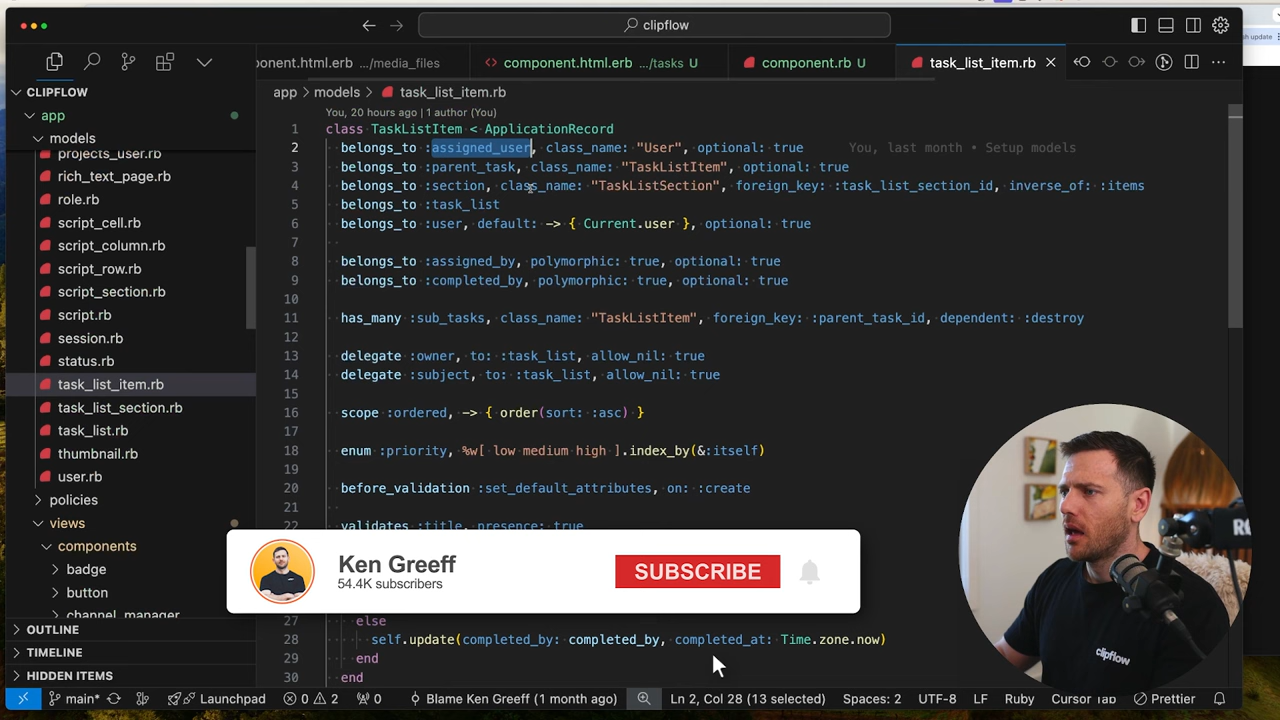 clipflow
sh update
ponent.html.erb .../media_files
component.html.erb .../tasks U
component.rb U
task_list_item.rb
CLIPFLOW
app
models
projects_user.rb
rich_text_page.rb
role.rb
script_cell.rb
script_column.rb
script_row.rb
script_section.rb
script.rb
session.rb
status.rb
task_list_item.rb
task_list_section.rb
task_list.rb
thumbnail.rb
user.rb
policies
views
components
badge
button
channel_manager
OUTLINE
TIMELINE
HIDDEN ITEMS
app > models > task_list_item.rb
You, 20 hours ago | 1 author (You)
1 class TaskListItem < ApplicationRecord
2 belongs_to :assigned_user, class_name: "User", optional: true You, last month • Setup models
3 belongs_to :parent_task, class_name: "TaskListItem", optional: true
4 belongs_to :section, class_name: "TaskListSection", foreign_key: :task_list_section_id, inverse_of: :items
5 belongs_to :task_list
6 belongs_to :user, default: -> { Current.user }, optional: true
7
8 belongs_to :assigned_by, polymorphic: true, optional: true
9 belongs_to :completed_by, polymorphic: true, optional: true
10
11 has_many :sub_tasks, class_name: "TaskListItem", foreign_key: :parent_task_id, dependent: :destroy
12
13 delegate :owner, to: :task_list, allow_nil: true
14 delegate :subject, to: :task_list, allow_nil: true
15
16 scope :ordered, -> { order(sort: :asc) }
17
18 enum :priority, %w[ low medium high ].index_by(&:itself)
19
20 before_validation :set_default_attributes, on: :create
21
22 validates :title, presence: true
27 else
28 self.update(completed_by: completed_by, completed_at: Time.zone.now)
29 end
30 end
Ken Greeff
54.4K subscribers
SUBSCRIBE
clipflow
main* Launchpad 0 2 0 Blame Ken Greeff (1 month ago) Ln 2, Col 28 (13 selected) Spaces: 2 UTF-8 LF Ruby Cursor Tab Prettier